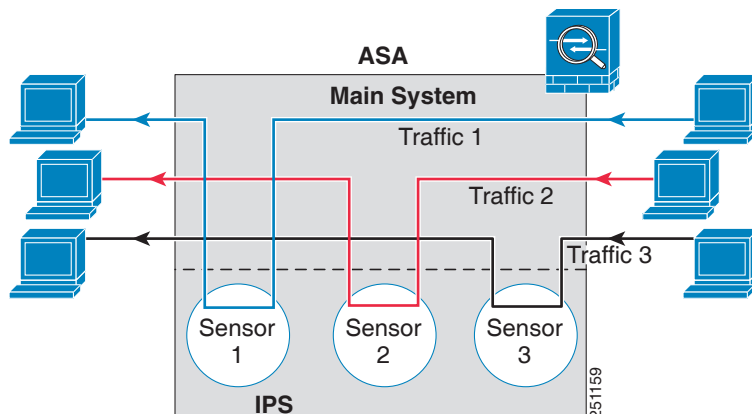 ASA
Main System
Traffic 1
Traffic 2
Traffic 3
Sensor
1
Sensor
2
Sensor
3
IPS
251159